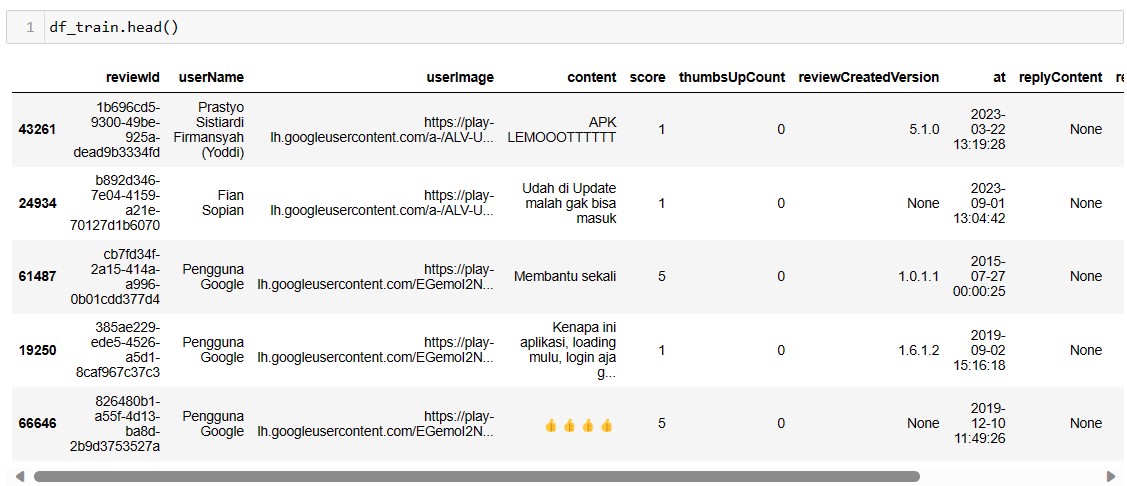 1 df_train.head()
reviewId userName userImage content score thumbsUpCount reviewCreatedVersion at replyContent
43261 1b696cd5-9300-49be-925a-dead9b3334fd Prastyo Sistiardi Firmansyah (Yoddi) https://play-lh.googleusercontent.com/a-/ALV-U... APK LEMOOOTTTTTT 1 0 5.1.0 2023-03-22 13:19:28 None
24934 b892d346-7e04-4159-a21e-70127d1b6070 Fian Sopian https://play-lh.googleusercontent.com/a-/ALV-U... Udah di Update malah gak bisa masuk 1 0 None 2023-09-01 13:04:42 None
61487 cb7fd34f-2a15-414a-a996-0b01cdd377d4 Pengguna Google https://play-lh.googleusercontent.com/EGemoI2N... Membantu sekali 5 0 1.0.1.1 2015-07-27 00:00:25 None
19250 385ae229-ede5-4526-a5d1-8caf967c37c3 Pengguna Google https://play-lh.googleusercontent.com/EGemoI2N... Kenapa ini aplikasi, loading mulu, login aja g... 1 0 1.6.1.2 2019-09-02 15:16:18 None
66646 826480b1-a55f-4d13-ba8d-2b9d3753527a Pengguna Google https://play-lh.googleusercontent.com/EGemoI2N... 👍👍👍👍 5 0 None 2019-12-10 11:49:26 None